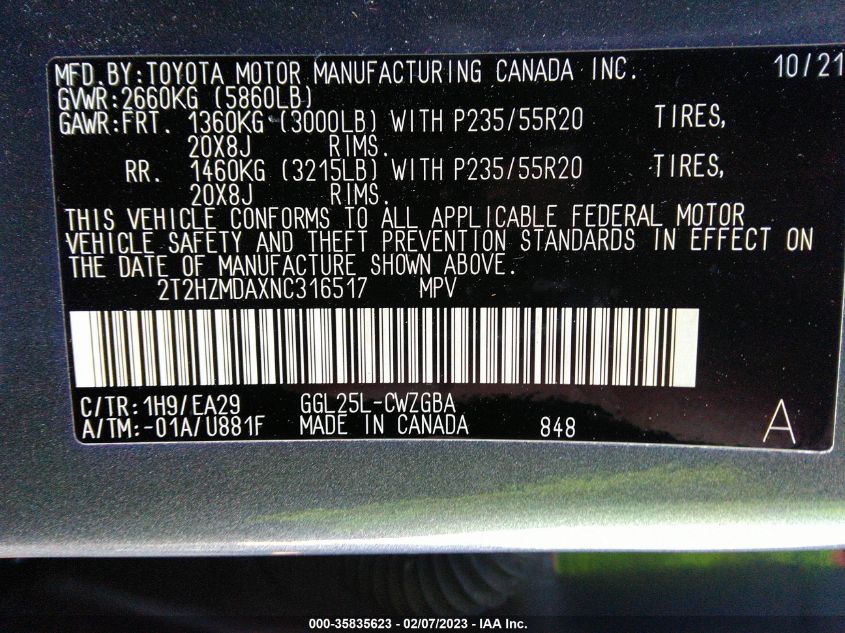 MFD.BY:TOYOTA MOTOR MANUFACTURING CANADA INC. 10/21
GVWR:2660KG (5860LB)
GAWR:FRT. 1360KG (3000LB) WITH P235/55R20 TIRES,
20X8J RIMS.
RR. 1460KG (3215LB) WITH P235/55R20 TIRES,
20X8J RIMS.
THIS VEHICLE CONFORMS TO ALL APPLICABLE FEDERAL MOTOR
VEHICLE SAFETY AND THEFT PREVENTION STANDARDS IN EFFECT ON
THE DATE OF MANUFACTURE SHOWN ABOVE.
2T2HZMDAXNC316517 MPV
C/TR:1H9/EA29 GGL25L-CWZGBA
A/TM:-01A/U881F MADE IN CANADA 848 A
000-35835623 - 02/07/2023 - IAA Inc.